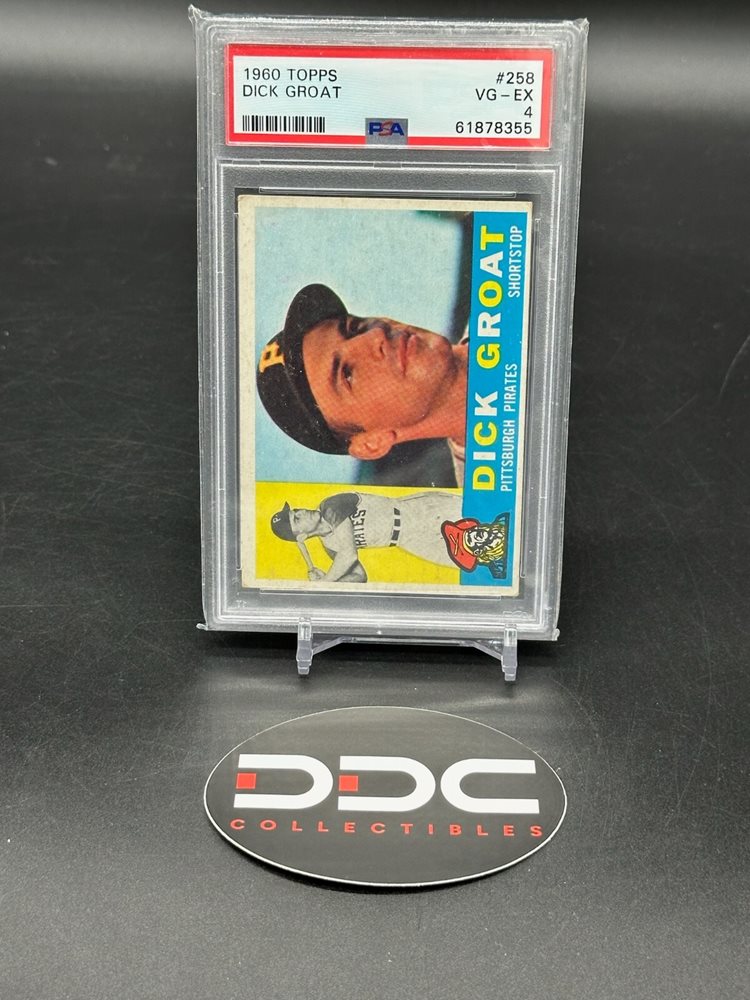 1960 TOPPS #258
DICK GROAT VG-EX
4
PSA 61878355
DICK GROAT
PITTSBURGH PIRATES SHORTSTOP
P
P
PIRATES
DDC
COLLECTIBLES